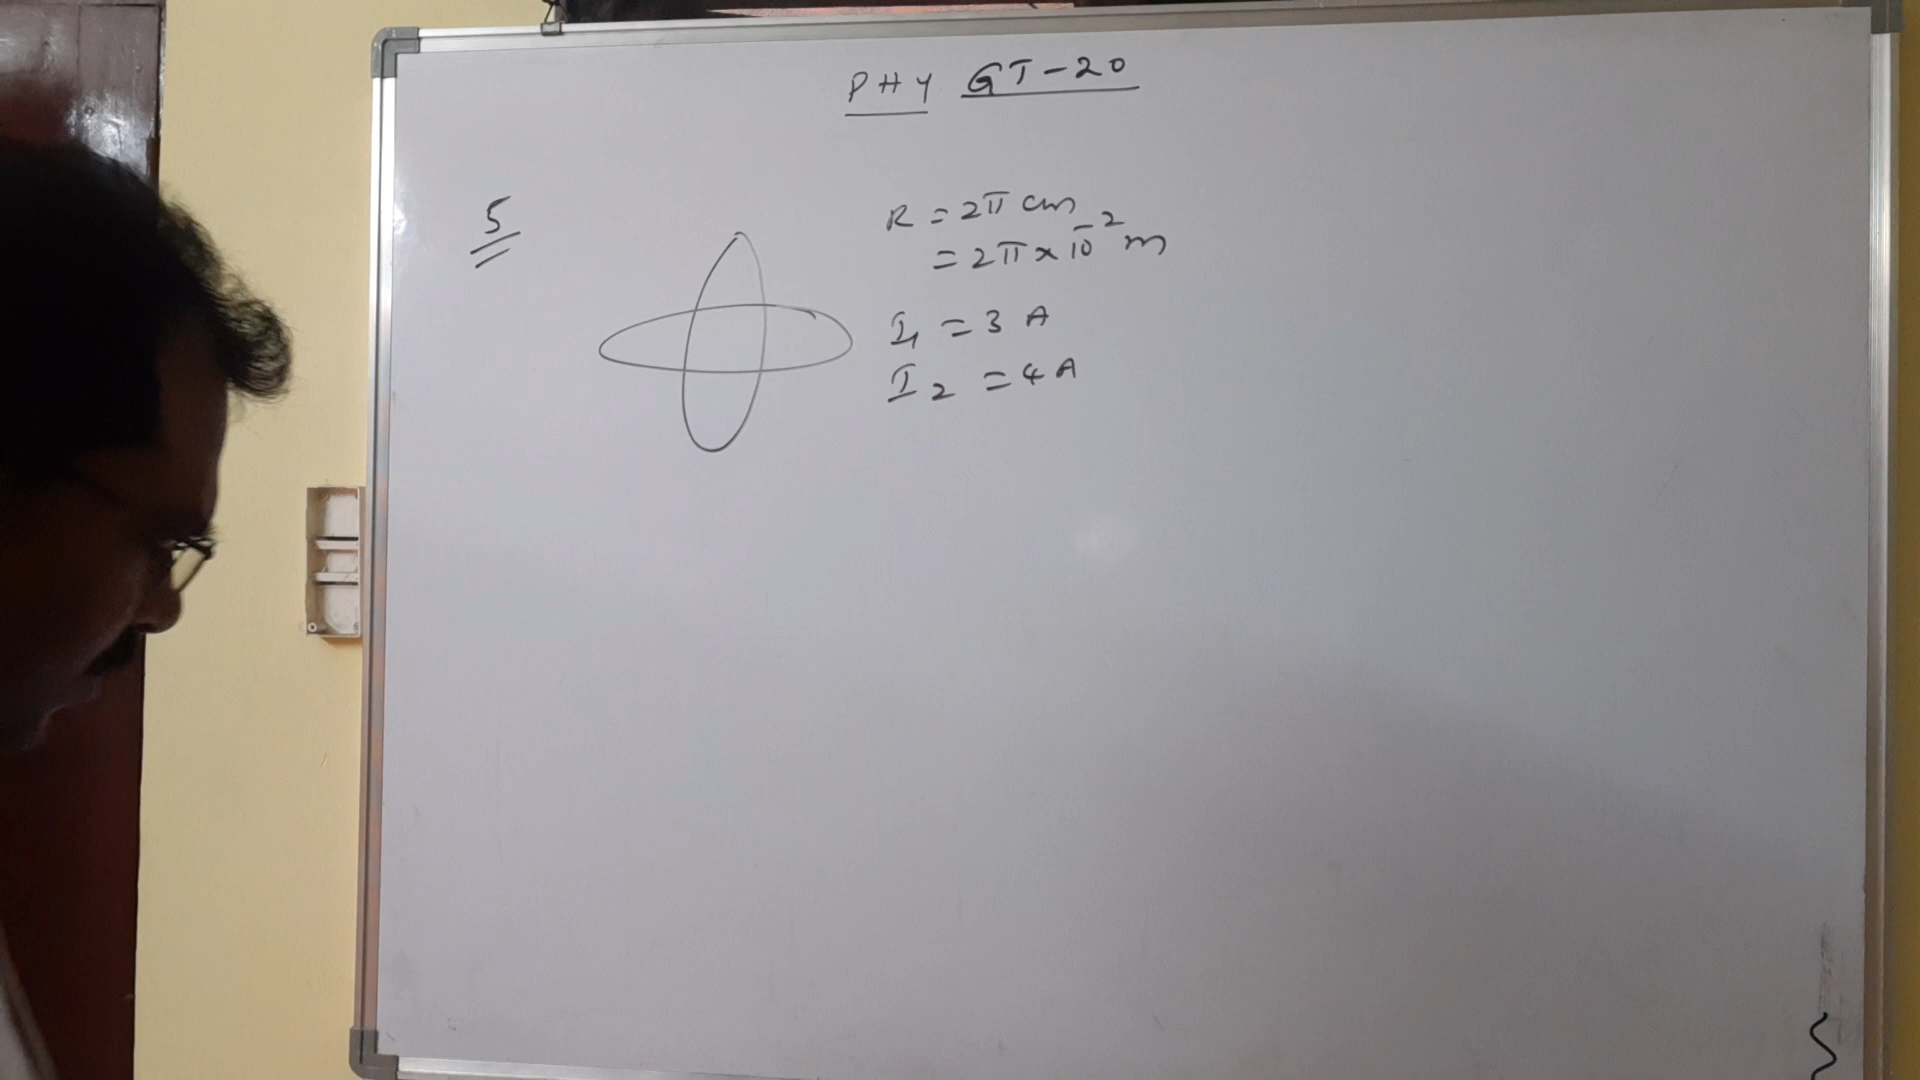 PHY GT-20
5
R = 2π cm
= 2π × 10⁻² m
I₁ = 3 A
I₂ = 4 A